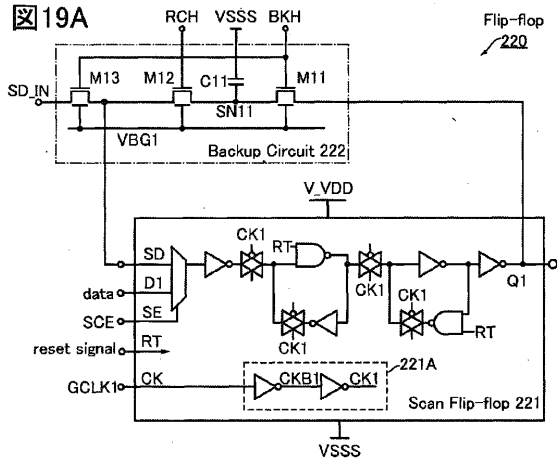 図19A
RCH VSSS BKH
Flip-flop
220
M13 M12 C11 M11
SD_IN
SN11
VBG1
Backup Circuit 222
V_VDD
CK1
RT
CK1
SD
data D1
CK1
Q1
CK1
SCE SE
CK1
RT
reset signal RT
221A
GCLK1 CK
CKB1 CK1
Scan Flip-flop 221
VSSS